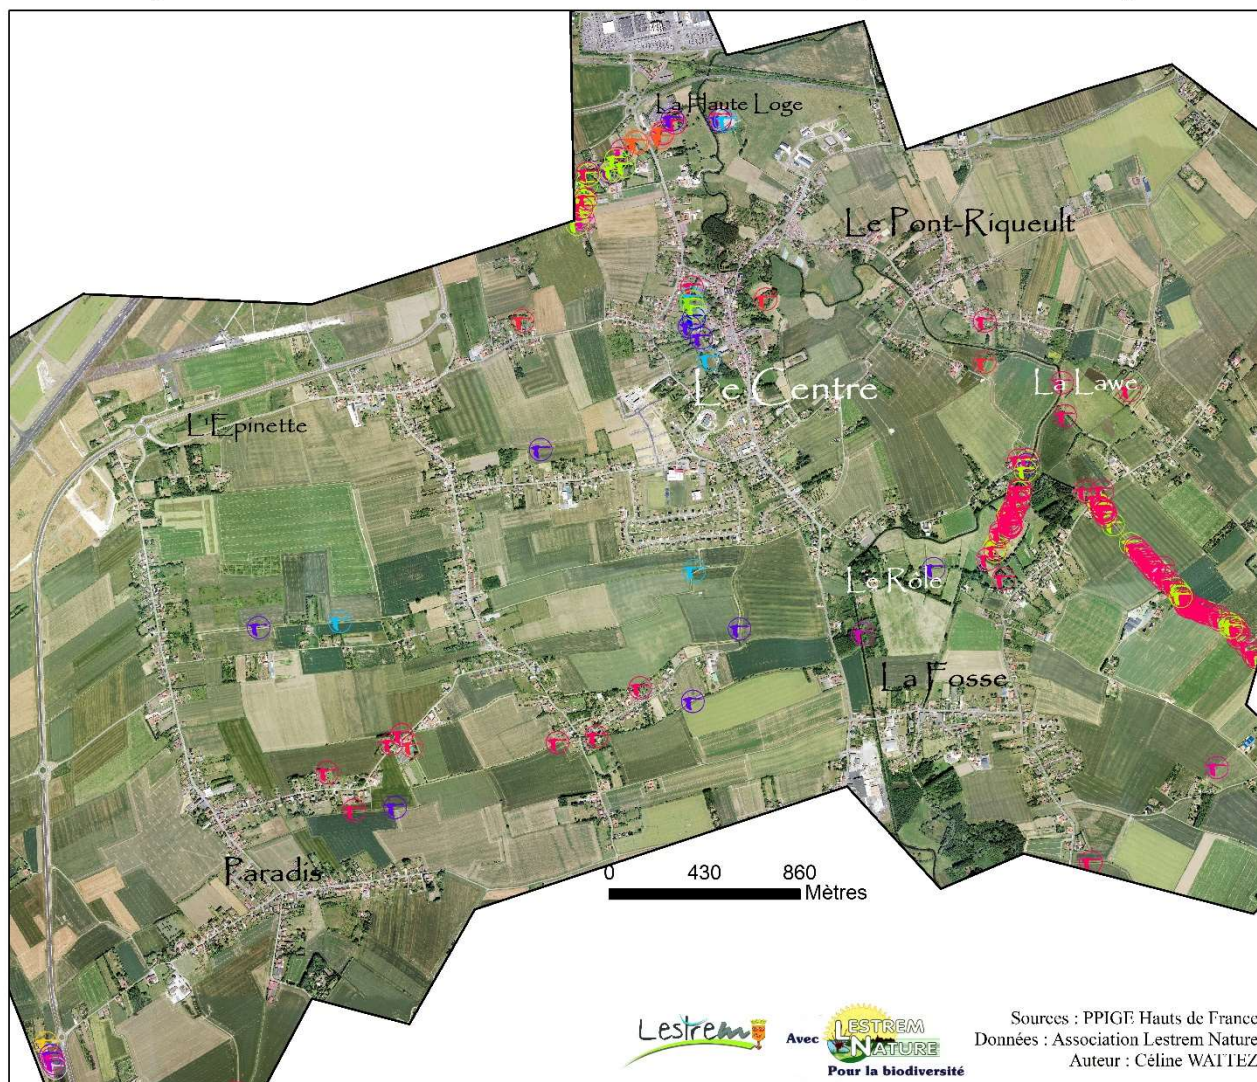 La Haute Loge
Le Pont-Riqueult
Le Centre
La Lawe
L'Epinette
Le Rôle
La Fosse
Paradis
0 430 860
Mètres
Lestrem
Avec
LESTREM
NATURE
Pour la biodiversité
Sources : PPIGE Hauts de France
Données : Association Lestrem Nature
Auteur : Céline WATTEZ